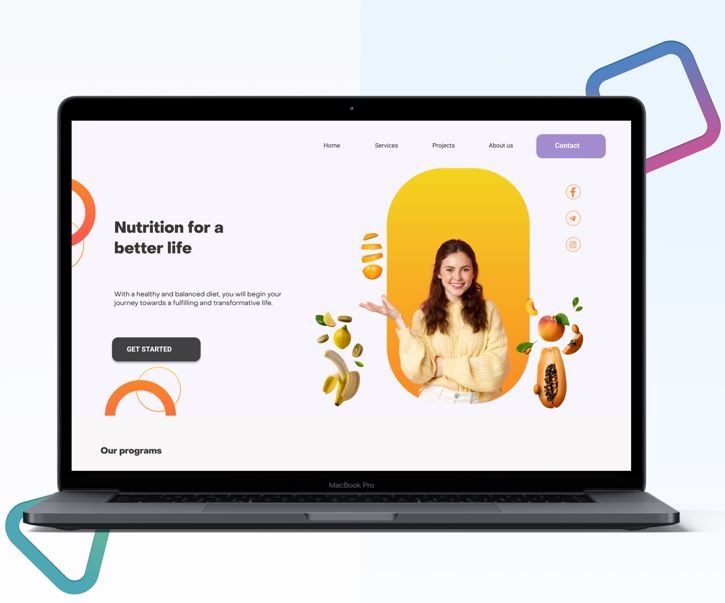 Home Services Projects About us Contact
Nutrition for a
better life
With a healthy and balanced diet, you will begin your
journey towards a fulfilling and transformative life.
GET STARTED
Our programs
MacBook Pro